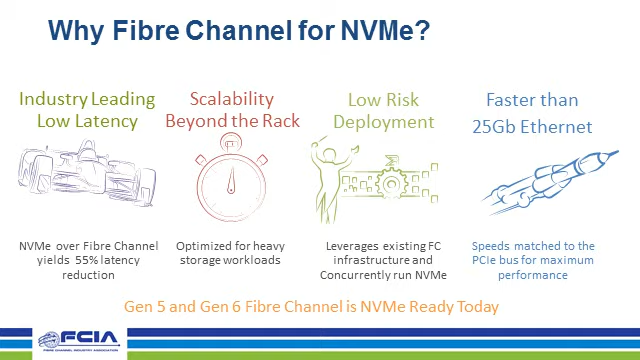 Why Fibre Channel for NVMe?
Industry Leading
Low Latency
Scalability
Beyond the Rack
Low Risk
Deployment
Faster than
25Gb Ethernet
NVMe over Fibre Channel
yields 55% latency
reduction
Optimized for heavy
storage workloads
Leverages existing FC
infrastructure and
Concurrently run NVMe
Speeds matched to the
PCIe bus for maximum
performance
Gen 5 and Gen 6 Fibre Channel is NVMe Ready Today
FCIA
FIBRE CHANNEL INDUSTRY ASSOCIATION